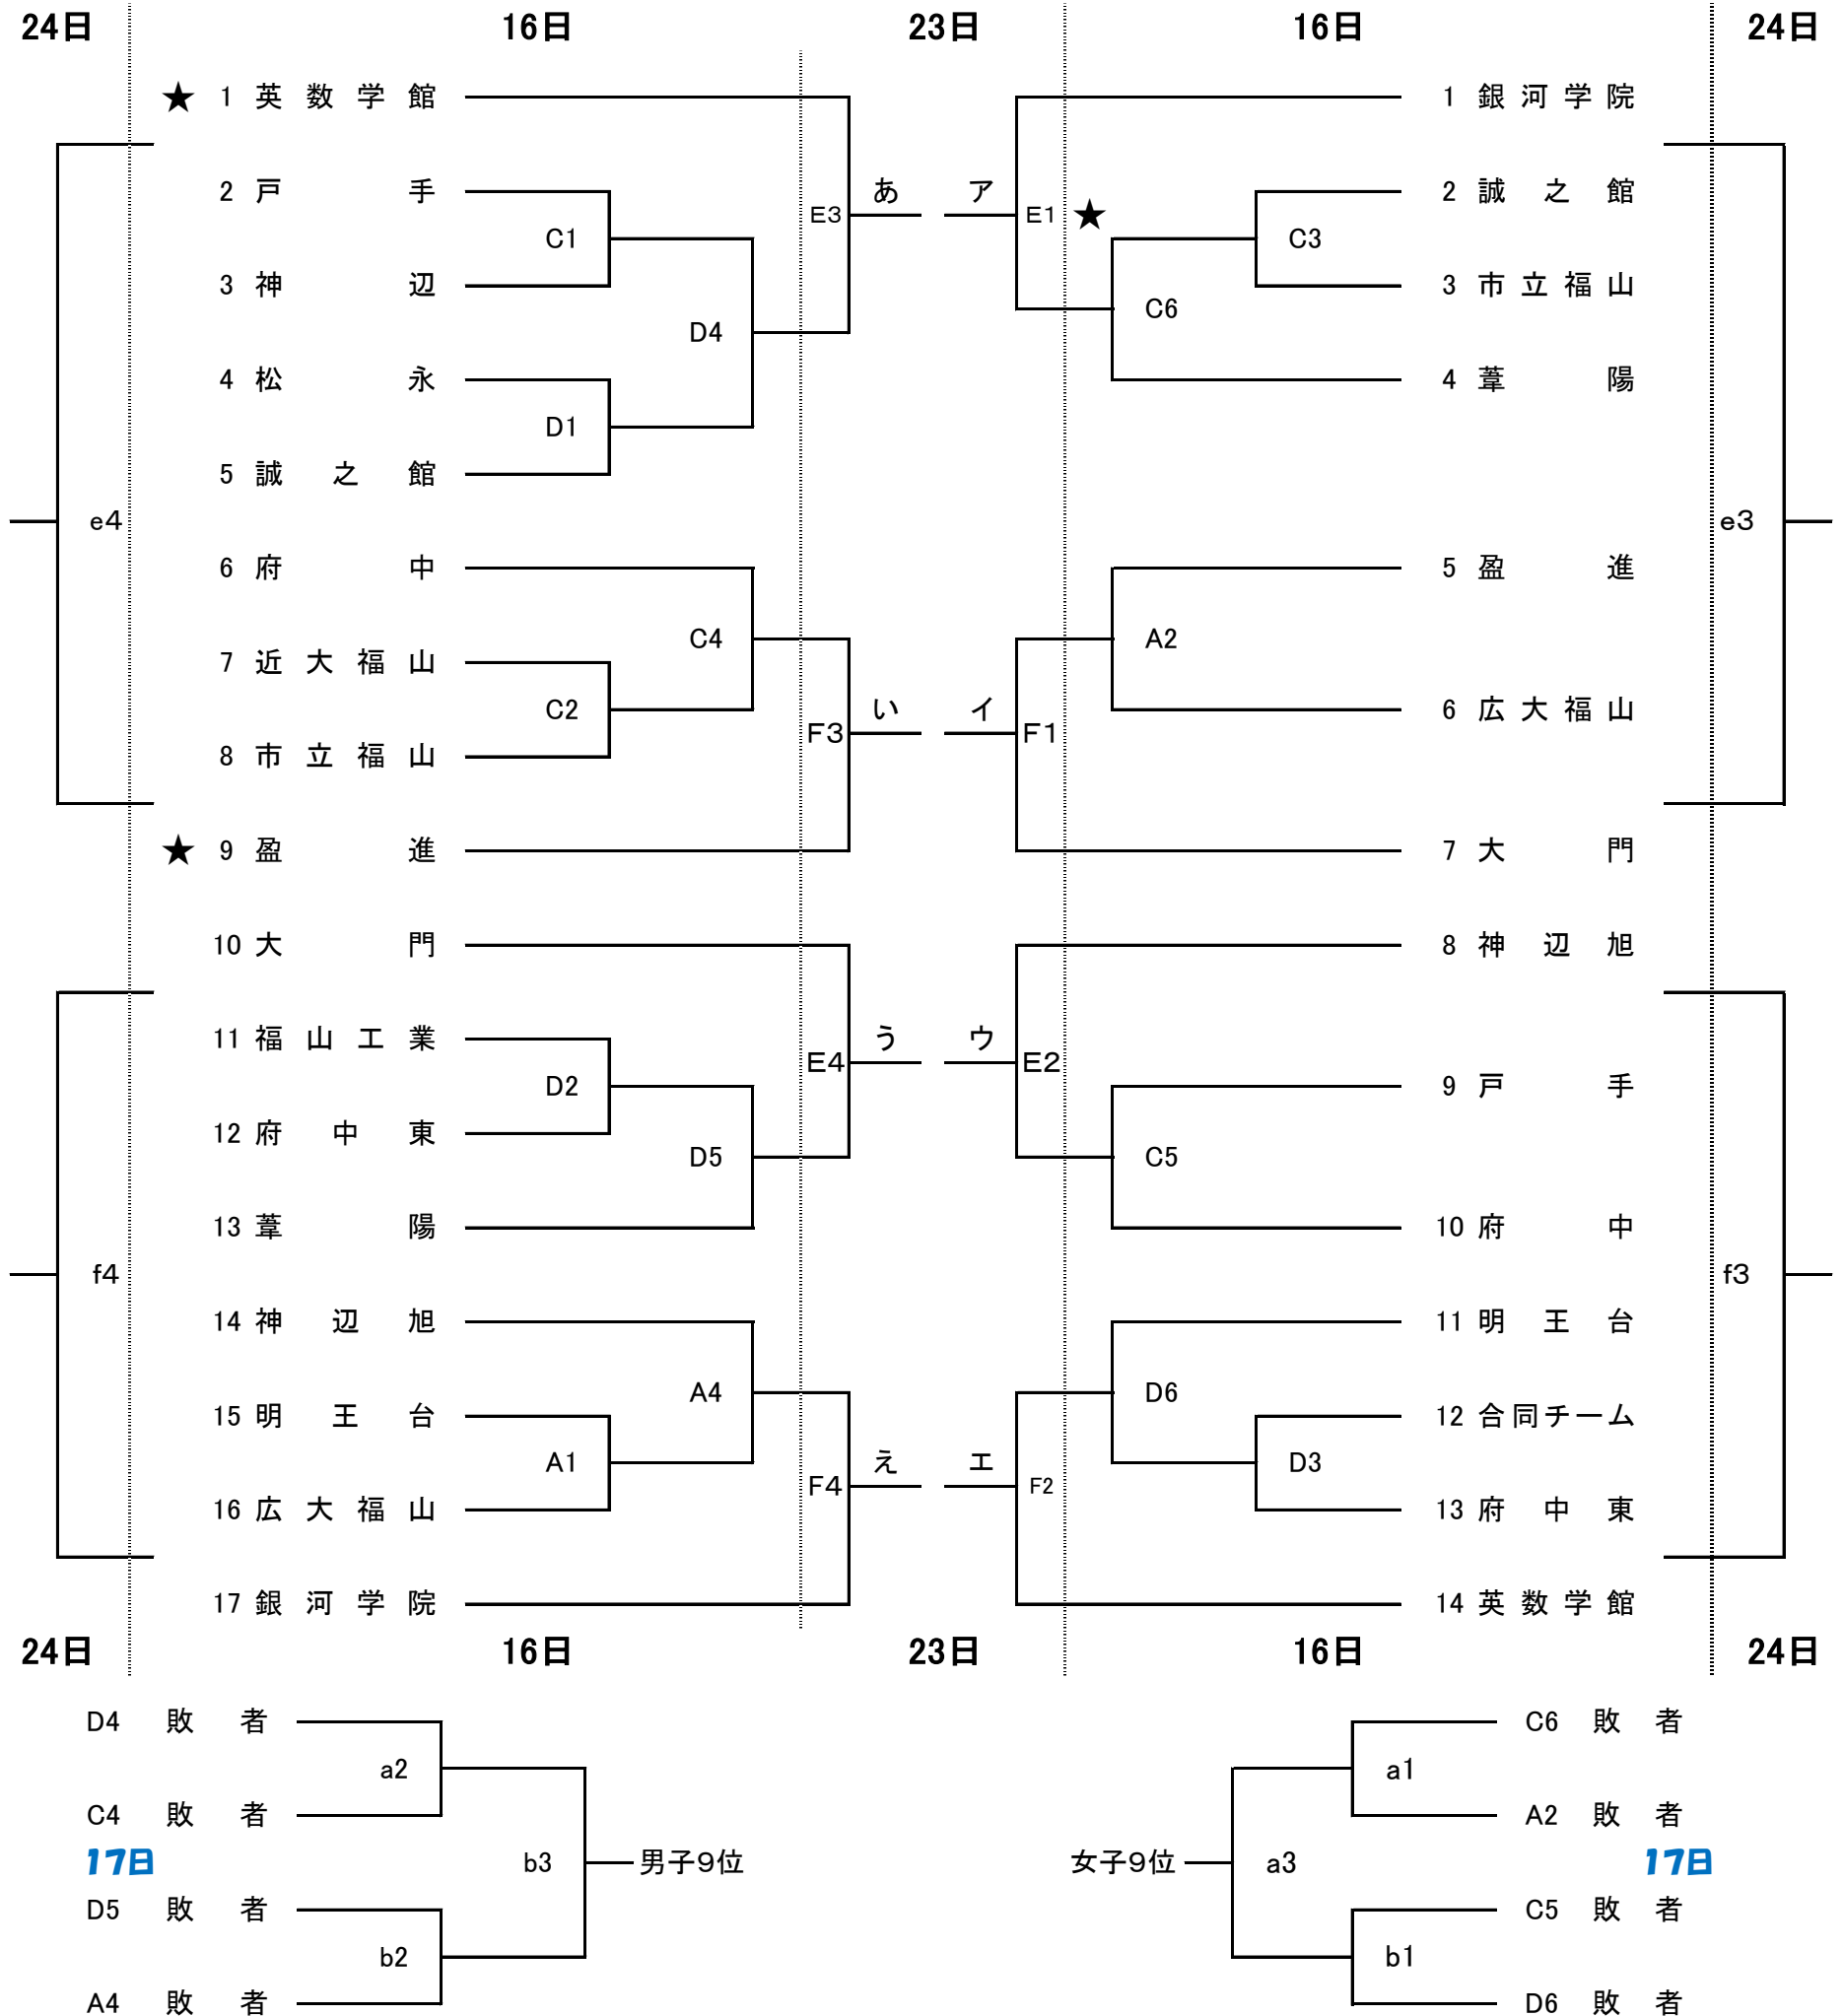 24日 16日 23日 16日 24日
★ 1 英数学館 1 銀河学院
2 戸手 E3 あ ア E1 ★ 2 誠之館
C1 C3
3 神辺 3 市立福山
D4 C6
4 松永 4 葦陽
D1
5 誠之館
e4 e3
6 府中 5 盈進
C4 A2
7 近大福山
C2 い イ 6 広大福山
F3 F1
8 市立福山
★ 9 盈進 7 大門
10 大門 8 神辺旭
11 福山工業 う ウ
E4 E2
D2 9 戸手
12 府中東
D5 C5
13 葦陽 10 府中
f4 f3
14 神辺旭 11 明王台
A4 D6
15 明王台 12 合同チーム
A1 え エ D3
F4 F2
16 広大福山 13 府中東
17 銀河学院 14 英数学館
24日 16日 23日 16日 24日
D4 敗者 C6 敗者
a2 a1
C4 敗者 A2 敗者
17日 b3 男子9位 女子9位 a3 17日
D5 敗者 C5 敗者
b2 b1
A4 敗者 D6 敗者